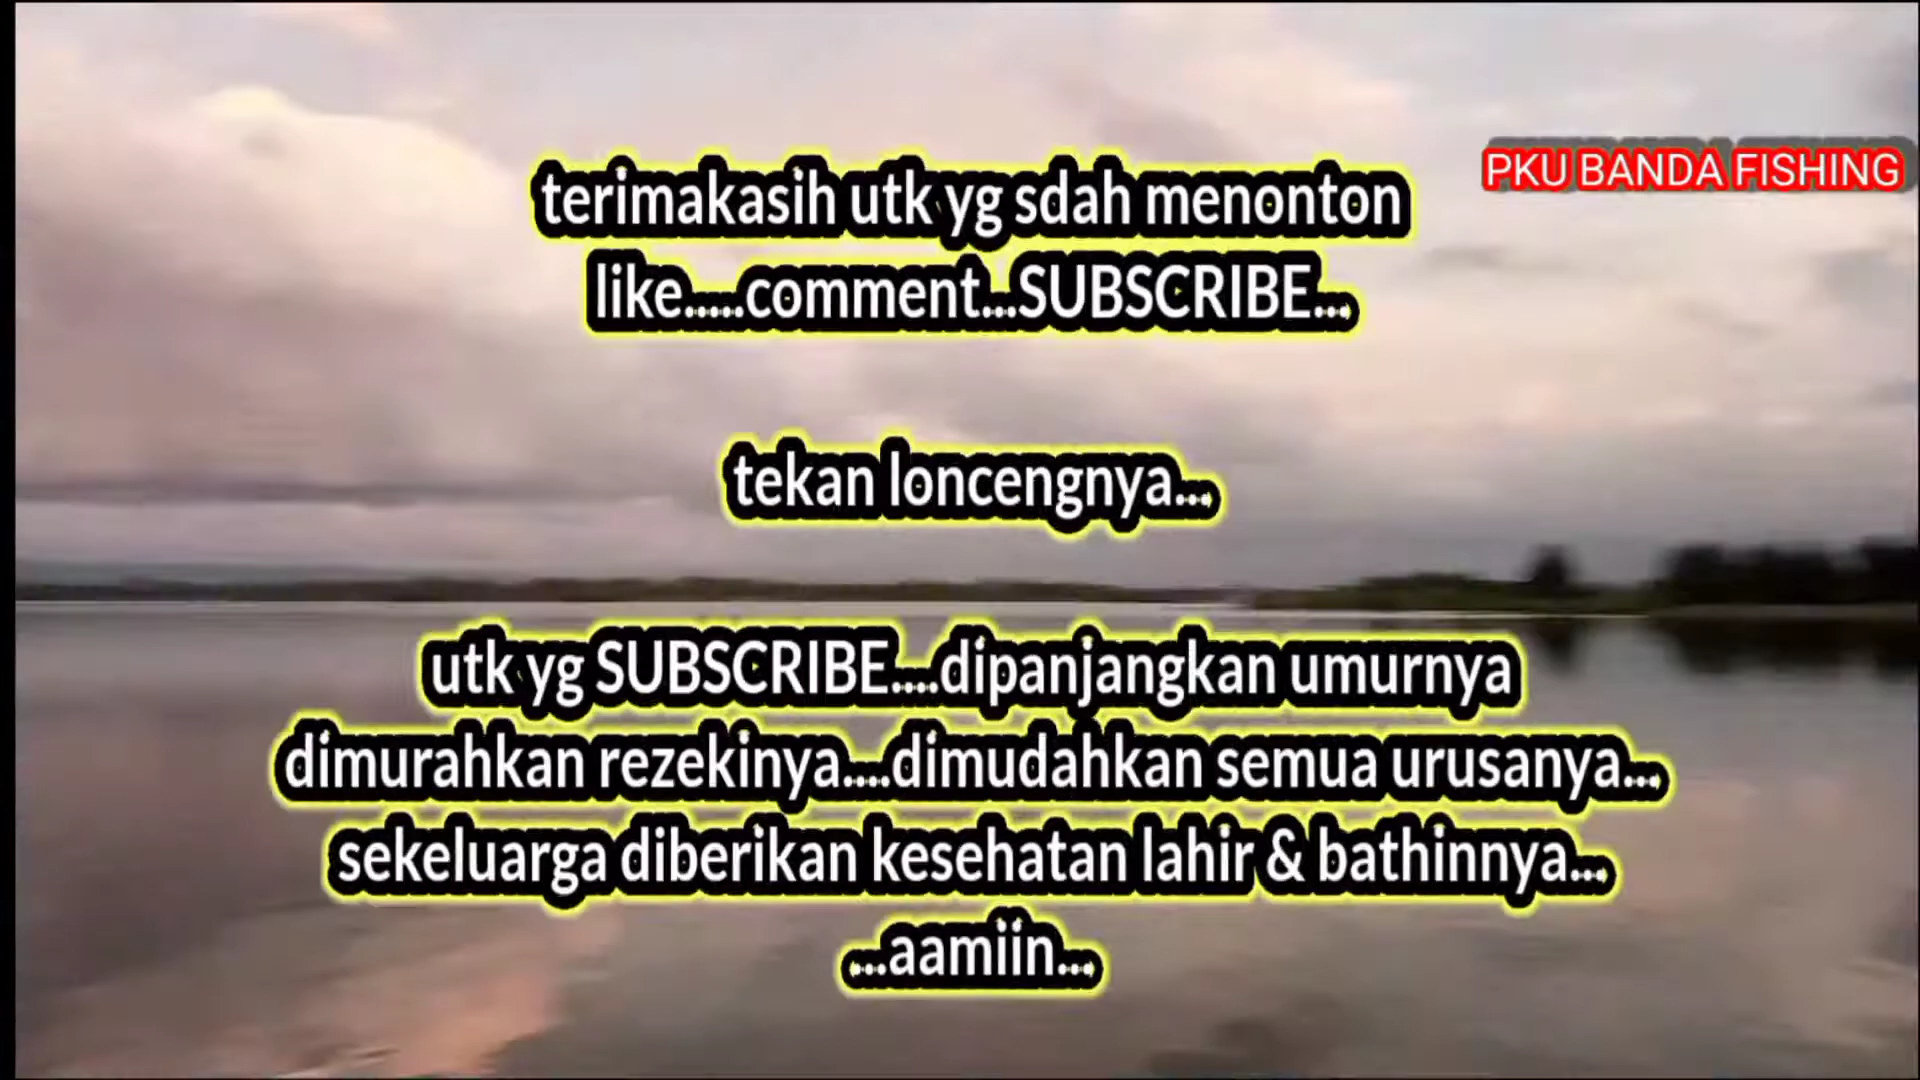 PKU BANDA FISHING
terimakasih utk yg sdah menonton
like.....comment...SUBSCRIBE...
tekan loncengnya...
utk yg SUBSCRIBE....dipanjangkan umurnya
dimurahkan rezekinya....dimudahkan semua urusanya...
sekeluarga diberikan kesehatan lahir & bathinnya...
...aamiin...